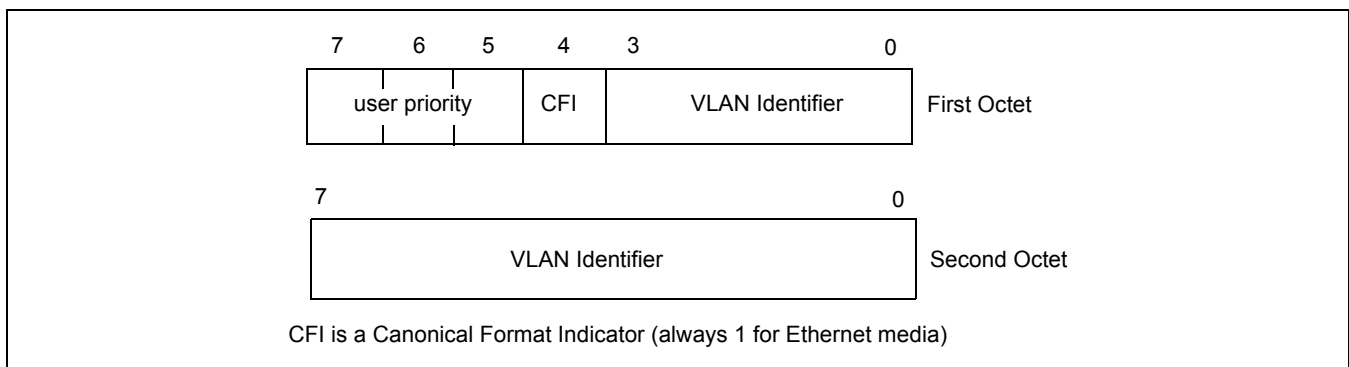 7 6 5 4 3 0
user priority CFI VLAN Identifier First Octet
7 0
VLAN Identifier Second Octet
CFI is a Canonical Format Indicator (always 1 for Ethernet media)